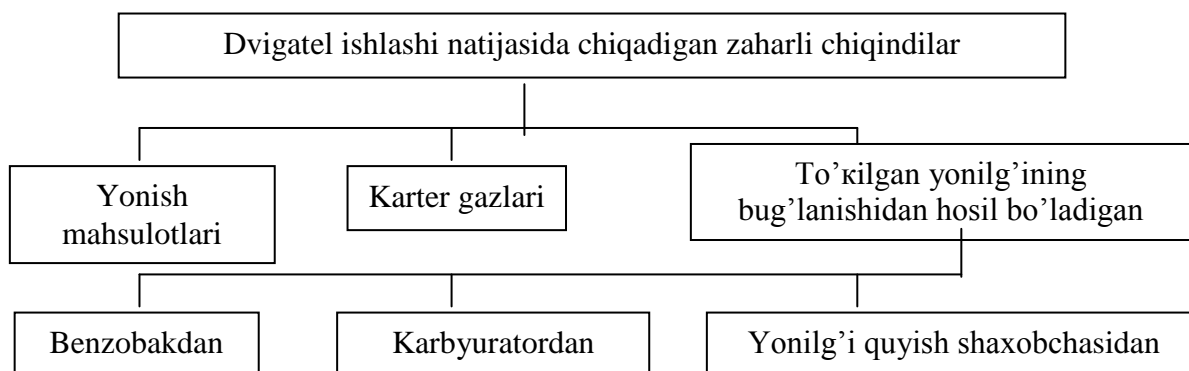 Dvigatel ishlashi natijasida chiqadigan zaharli chiqindilar
Yonish
mahsulotlari
Karter gazlari
To’кilgan yonilg’ining
bug’lanishidan hosil bo’ladigan
Benzobakdan
Karbyuratordan
Yonilg’i quyish shaxobchasidan